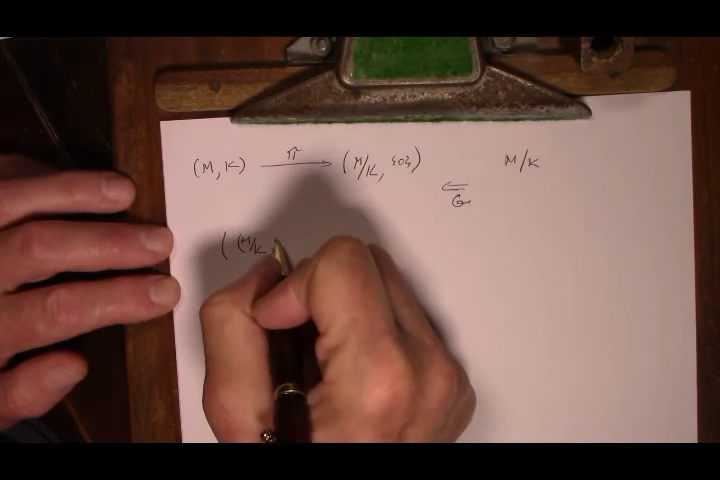 (M, K) π→ (M/K, {0}) M/K
⇐ G
( (M/K,